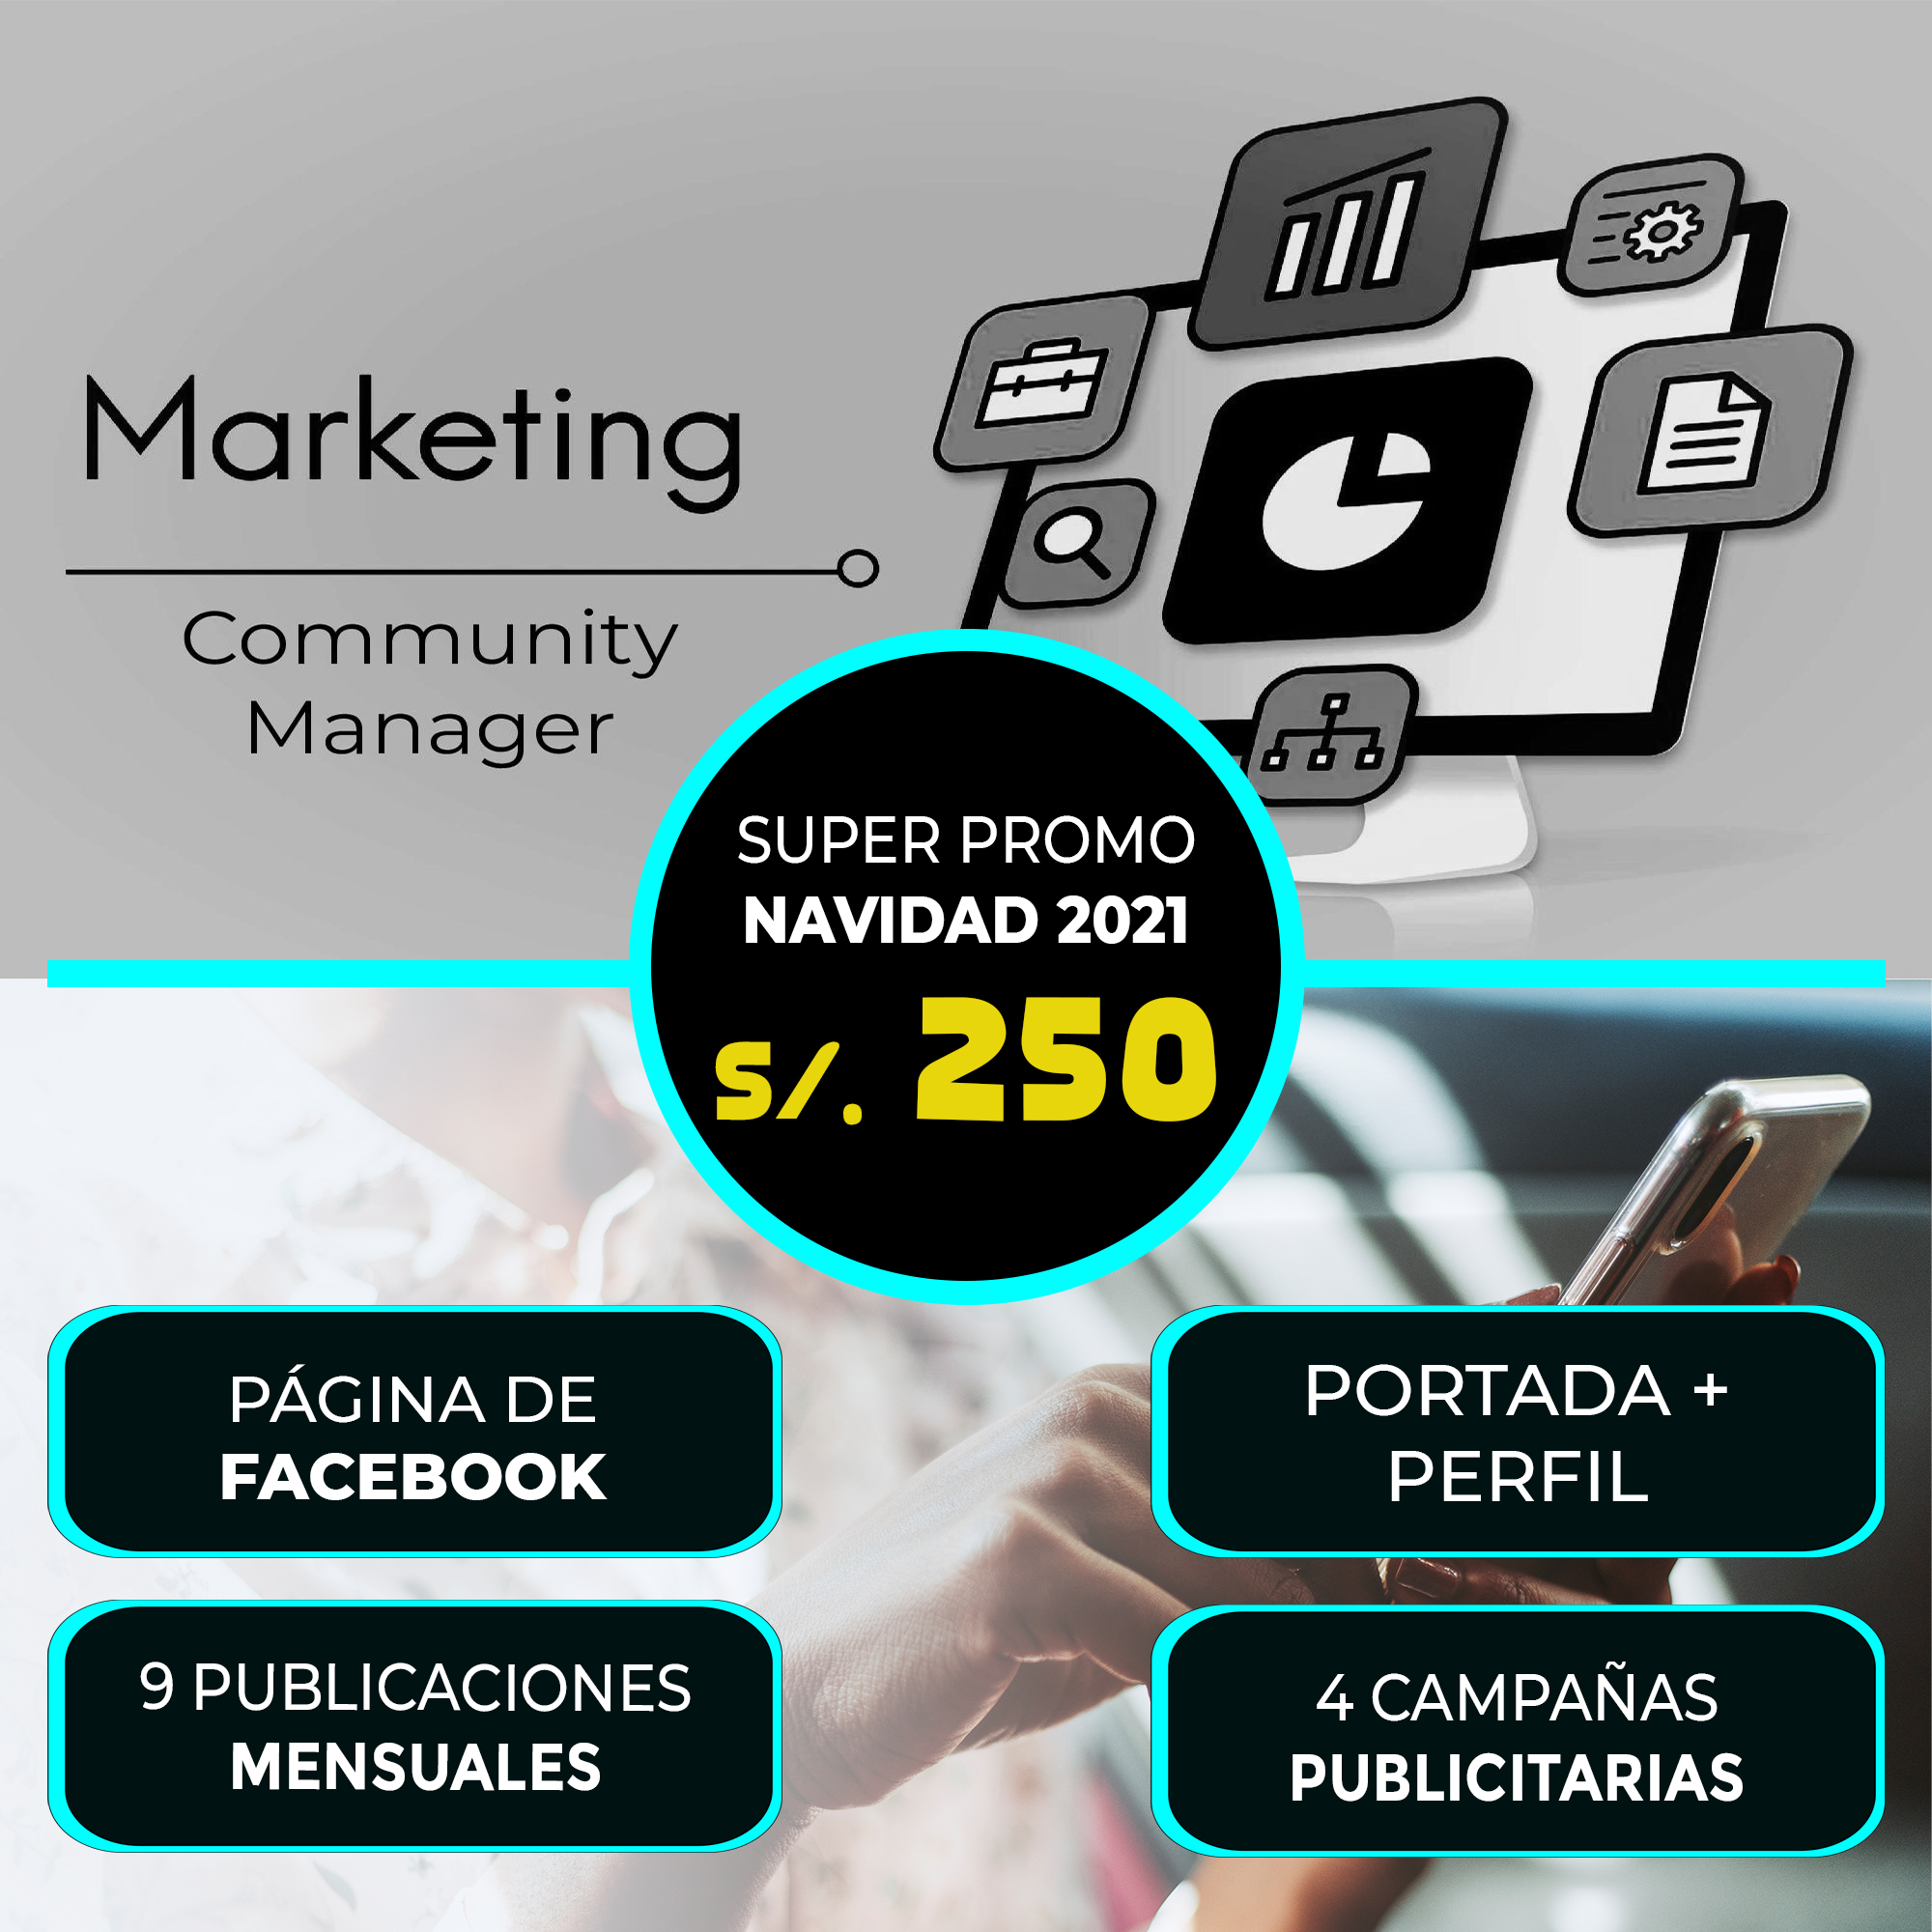 Marketing
Community
Manager
SUPER PROMO
NAVIDAD 2021
S/. 250
PÁGINA DE
FACEBOOK
PORTADA +
PERFIL
9 PUBLICACIONES
MENSUALES
4 CAMPAÑAS
PUBLICITARIAS